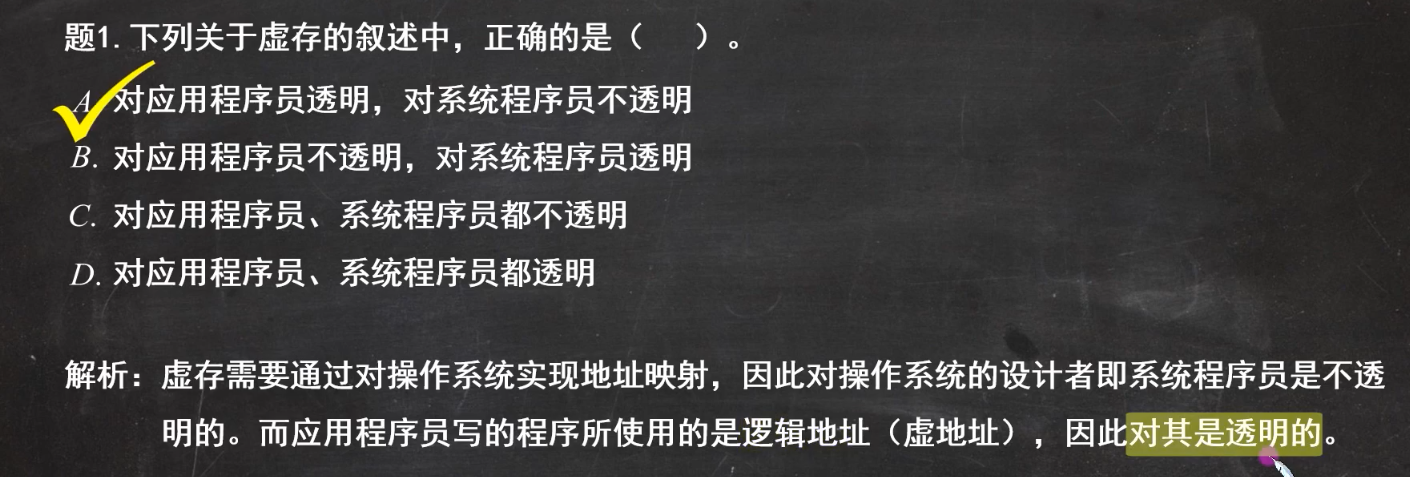 题1.下列关于虚存的叙述中，正确的是（ ）。
A. 对应用程序员透明，对系统程序员不透明
B. 对应用程序员不透明，对系统程序员透明
C. 对应用程序员、系统程序员都不透明
D. 对应用程序员、系统程序员都透明
解析：虚存需要通过对操作系统实现地址映射，因此对操作系统的设计者即系统程序员是不透
明的。而应用程序员写的程序所使用的是逻辑地址（虚地址），因此对其是透明的。